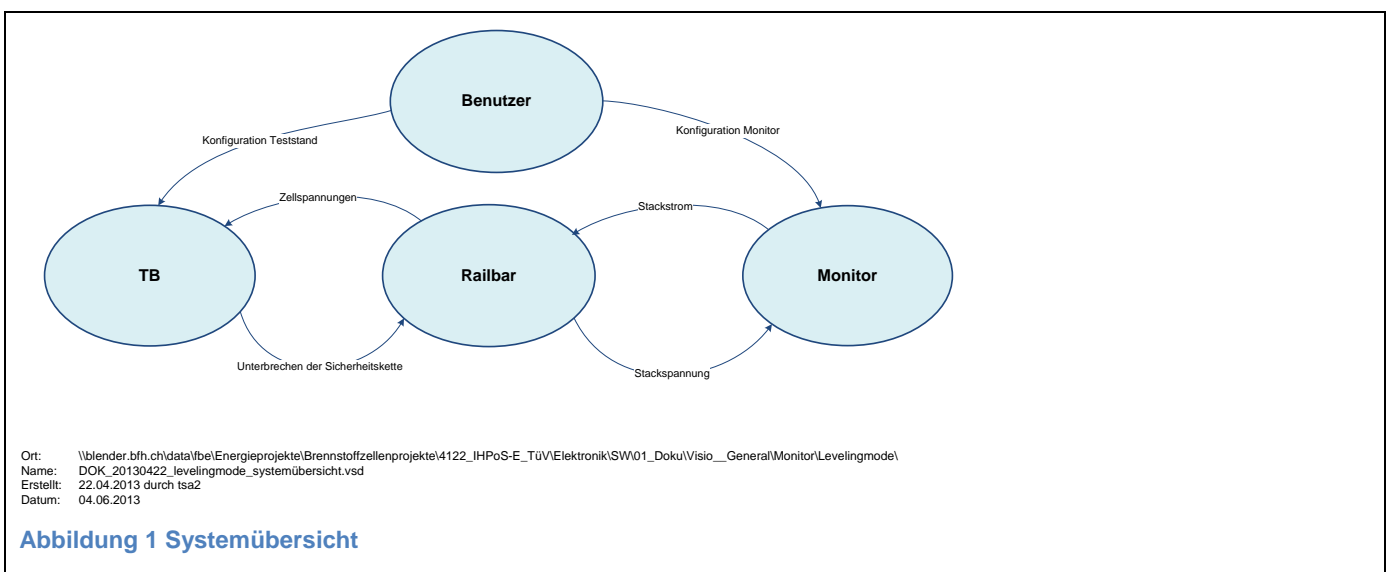 Benutzer
Konfiguration Teststand
Konfiguration Monitor
Zellspannungen
Stackstrom
TB
Railbar
Monitor
Unterbrechen der Sicherheitskette
Stackspannung
Ort: \\blender.bfh.ch\data\fbe\Energieprojekte\Brennstoffzellenprojekte\4122_IHPoS-E_TüV\Elektronik\SW\01_Doku\Visio__General\Monitor\Levelingmode\
Name: DOK_20130422_levelingmode_systemübersicht.vsd
Erstellt: 22.04.2013 durch tsa2
Datum: 04.06.2013
Abbildung 1 Systemübersicht